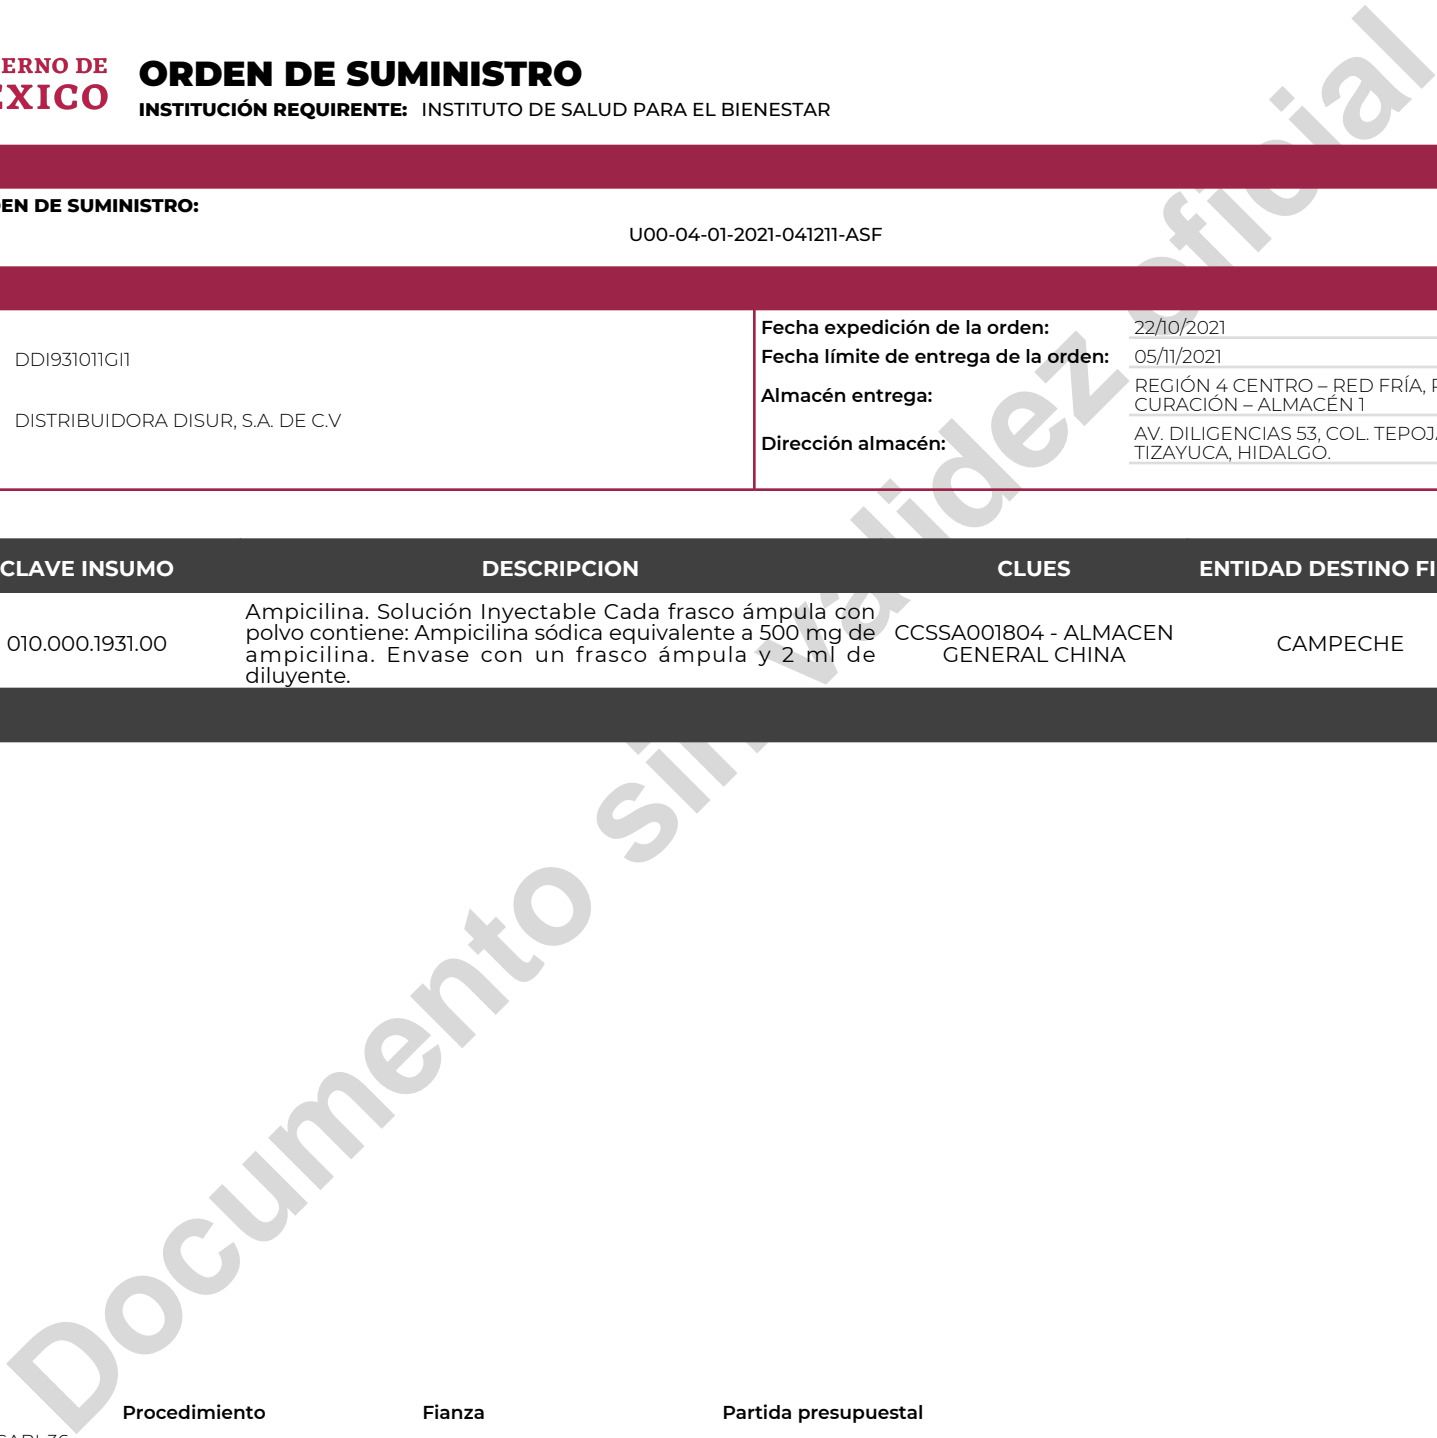 ERNO DE
EXICO
ORDEN DE SUMINISTRO
INSTITUCIÓN REQUIRENTE: INSTITUTO DE SALUD PARA EL BIENESTAR
EN DE SUMINISTRO:
U00-04-01-2021-041211-ASF
DDI931011GI1
DISTRIBUIDORA DISUR, S.A. DE C.V
Fecha expedición de la orden: 22/10/2021
Fecha límite de entrega de la orden: 05/11/2021
Almacén entrega: REGIÓN 4 CENTRO – RED FRÍA,
CURACIÓN – ALMACÉN 1
Dirección almacén: AV. DILIGENCIAS 53, COL. TEPOJA
TIZAYUCA, HIDALGO.
CLAVE INSUMO DESCRIPCION CLUES ENTIDAD DESTINO FI
010.000.1931.00
Ampicilina. Solución Inyectable Cada frasco ámpula con
polvo contiene: Ampicilina sódica equivalente a 500 mg de
ampicilina. Envase con un frasco ámpula y 2 ml de
diluyente.
CCSSA001804 - ALMACEN
GENERAL CHINA
CAMPECHE
Documento sin validez oficial
Procedimiento Fianza Partida presupuestal